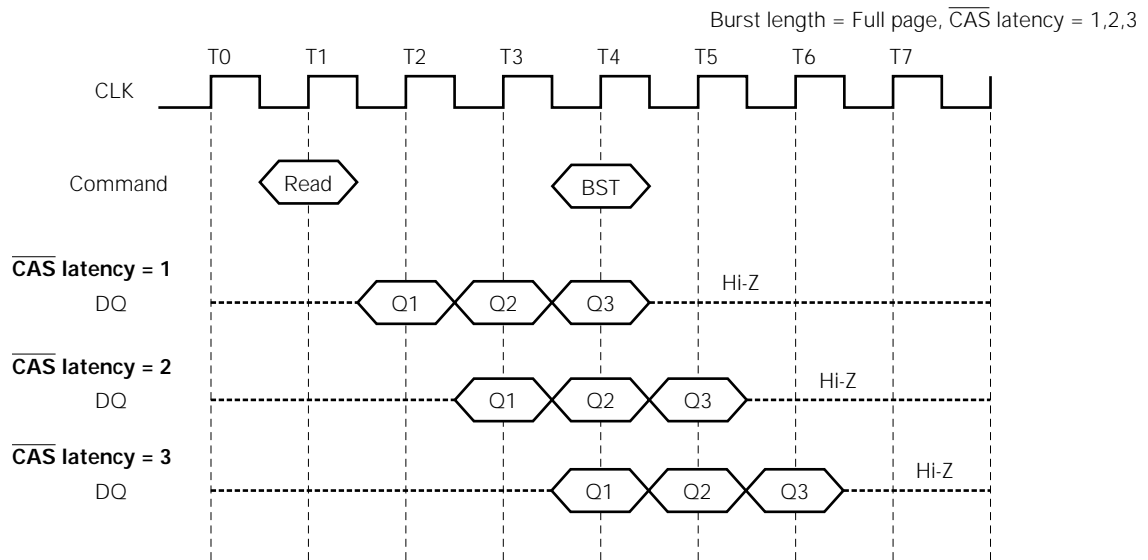 Burst length = Full page, CAS latency = 1,2,3
T0 T1 T2 T3 T4 T5 T6 T7
CLK
Command Read BST
CAS latency = 1
DQ Q1 Q2 Q3 Hi-Z
CAS latency = 2
DQ Q1 Q2 Q3 Hi-Z
CAS latency = 3
DQ Q1 Q2 Q3 Hi-Z